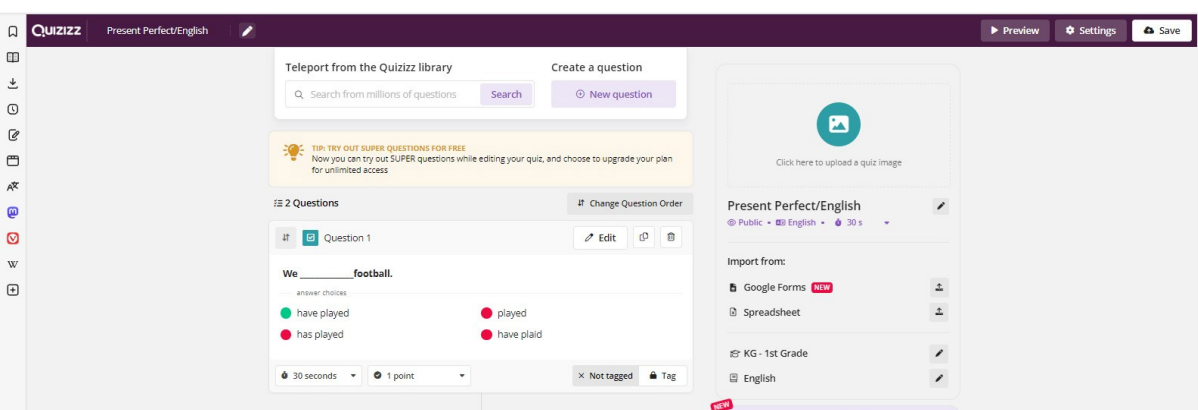 QUIZIZZ
Present Perfect/English
Preview
Settings
Save
Teleport from the Quizizz library
Search from millions of questions
Search
Create a question
New question
TIP: TRY OUT SUPER QUESTIONS FOR FREE
Now you can try out SUPER questions while editing your quiz, and choose to upgrade your plan
for unlimited access
2 Questions
Change Question Order
Question 1
Edit
We ___________football.
answer choices
have played
played
has played
have plaid
30 seconds
1 point
Not tagged
Tag
Click here to upload a quiz image
Present Perfect/English
Public • English • 30 s
Import from:
Google Forms NEW
Spreadsheet
KG - 1st Grade
English
NEW